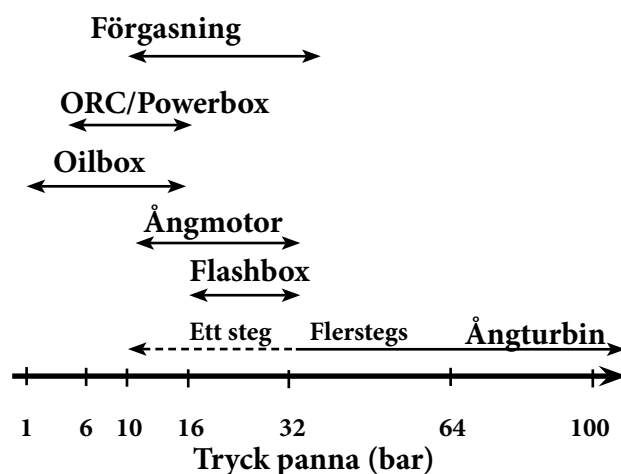 Förgasning
ORC/Powerbox
Oilbox
Ångmotor
Flashbox
Ett steg Flerstegs Ångturbin
1 6 10 16 32 64 100
Tryck panna (bar)